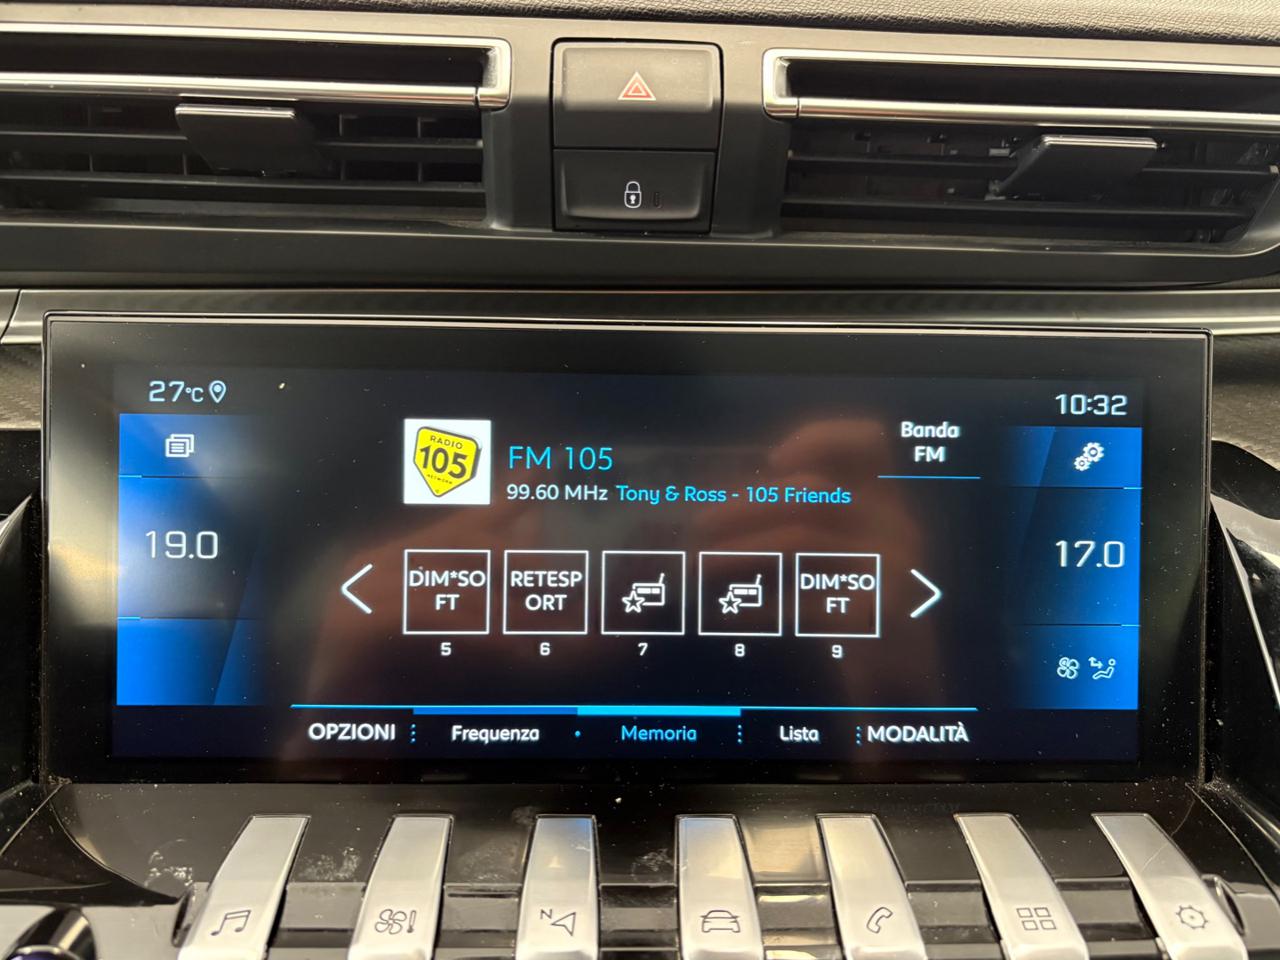 27°C
10:32
RADIO
105
NETWORK
FM 105
99.60 MHz Tony & Ross - 105 Friends
Banda
FM
19.0
17.0
DIM*SO
FT
5
RETESP
ORT
6
7
8
DIM*SO
FT
9
OPZIONI
Frequenza
Memoria
Lista
MODALITÀ
N